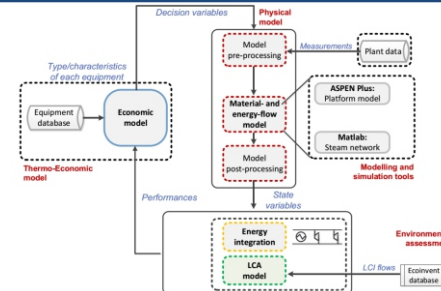 Decision variables
Physical
model
Model
pre-processing
Measurements
Plant data
Type/characteristics
of each equipment
Equipment
database
Economic
model
Material- and
energy-flow
model
ASPEN Plus:
Platform model
Matlab:
Steam network
Thermo-Economic
model
Model
post-processing
Modelling and
simulation tools
Performances
State
variables
Energy
integration
Environmen
assessme
LCA
model
LCI flows
Ecoinvent
database